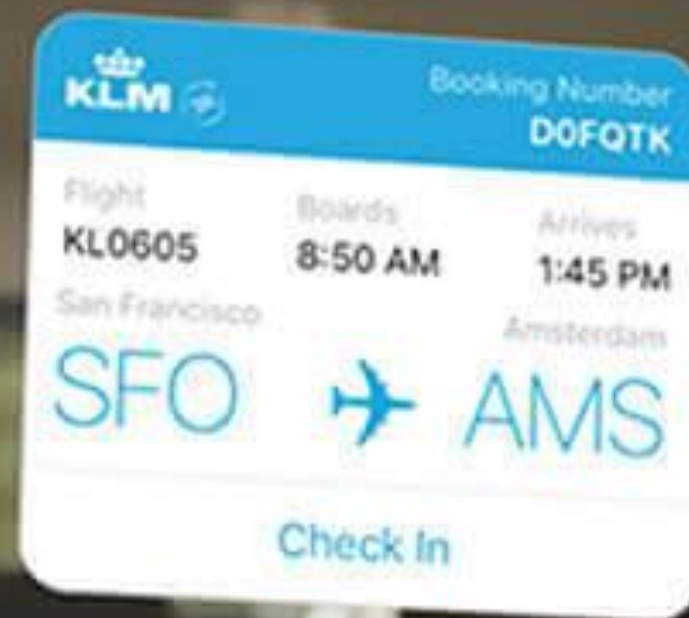 KLM
Booking Number
D0FQTK
Flight Boards Arrives
KL0605 8:50 AM 1:45 PM
San Francisco Amsterdam
SFO AMS
Check In